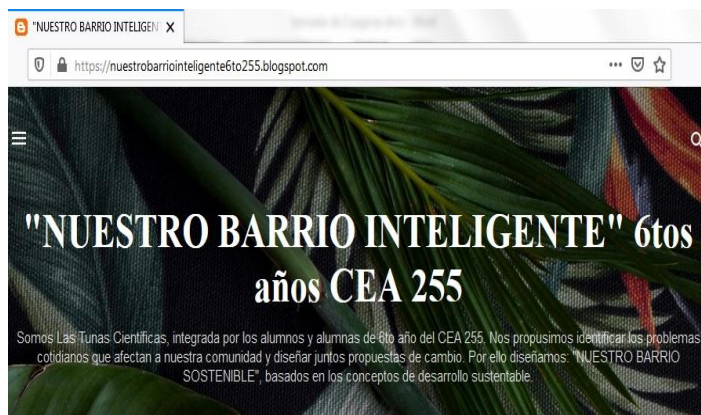 "NUESTRO BARRIO INTELIGEN
https://nuestrobarriointeligente6to255.blogspot.com
"NUESTRO BARRIO INTELIGENTE" 6tos
años CEA 255
Somos Las Tunas Científicas, integrada por los alumnos y alumnas de 6to año del CEA 255. Nos propusimos identificar los problemas
cotidianos que afectan a nuestra comunidad y diseñar juntos propuestas de cambio. Por ello diseñamos: "NUESTRO BARRIO
SOSTENIBLE", basados en los conceptos de desarrollo sustentable.